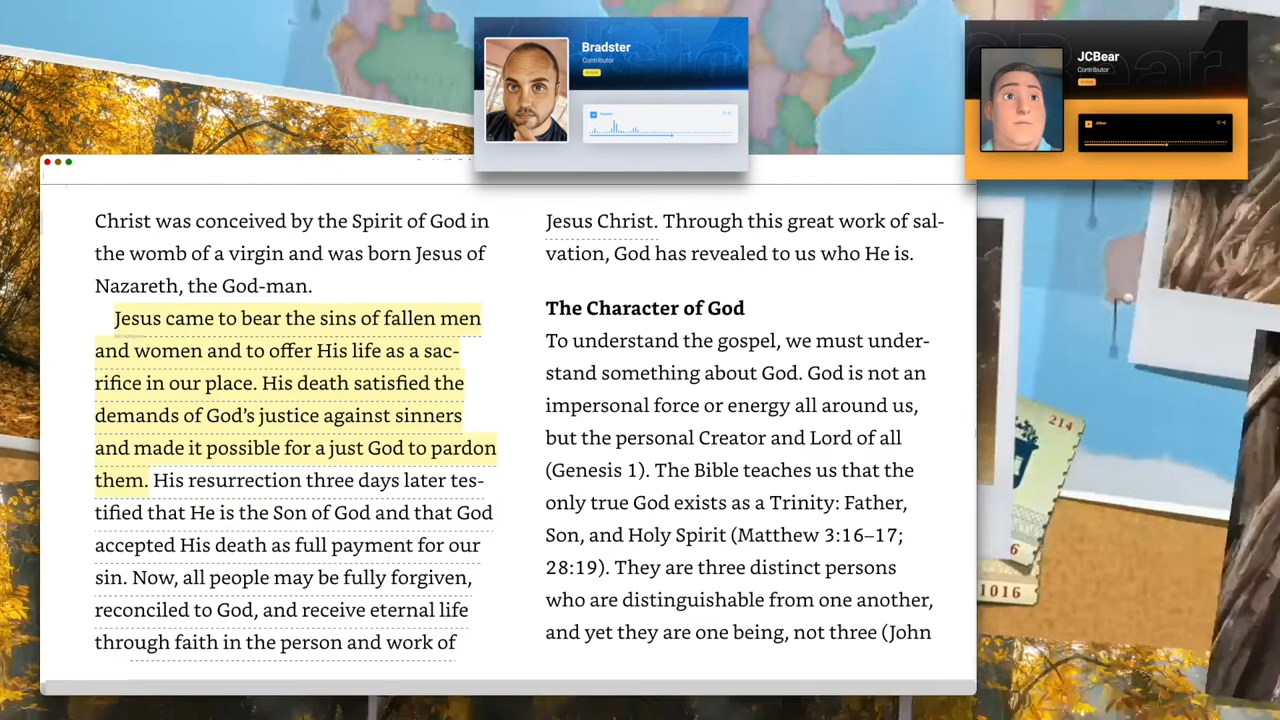 Bradster
Contributor
JCBear
Contributor
Christ was conceived by the Spirit of God in
the womb of a virgin and was born Jesus of
Nazareth, the God-man.
Jesus came to bear the sins of fallen men
and women and to offer His life as a sac-
rifice in our place. His death satisfied the
demands of God’s justice against sinners
and made it possible for a just God to pardon
them. His resurrection three days later tes-
tified that He is the Son of God and that God
accepted His death as full payment for our
sin. Now, all people may be fully forgiven,
reconciled to God, and receive eternal life
through faith in the person and work of
Jesus Christ. Through this great work of sal-
vation, God has revealed to us who He is.
The Character of God
To understand the gospel, we must under-
stand something about God. God is not an
impersonal force or energy all around us,
but the personal Creator and Lord of all
(Genesis 1). The Bible teaches us that the
only true God exists as a Trinity: Father,
Son, and Holy Spirit (Matthew 3:16–17;
28:19). They are three distinct persons
who are distinguishable from one another,
and yet they are one being, not three (John
214
6
1016